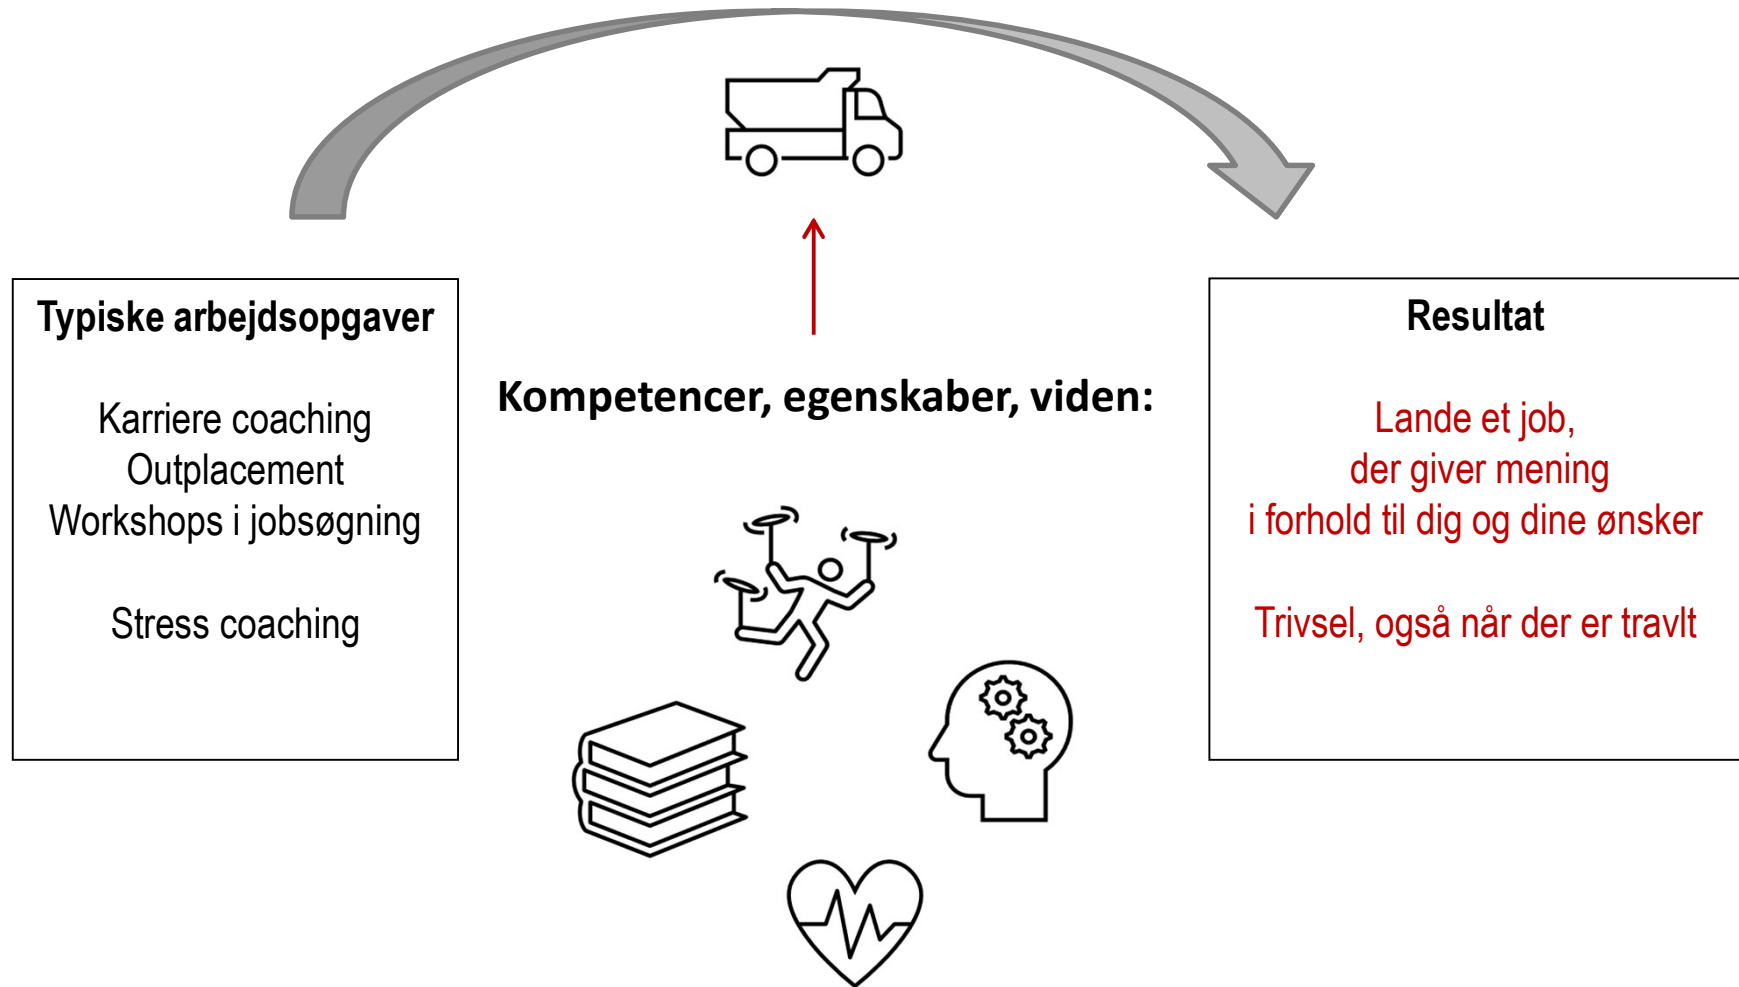 Typiske arbejdsopgaver
Karriere coaching
Outplacement
Workshops i jobsøgning
Stress coaching
Kompetencer, egenskaber, viden:
Resultat
Lande et job,
der giver mening
i forhold til dig og dine ønsker
Trivsel, også når der er travlt